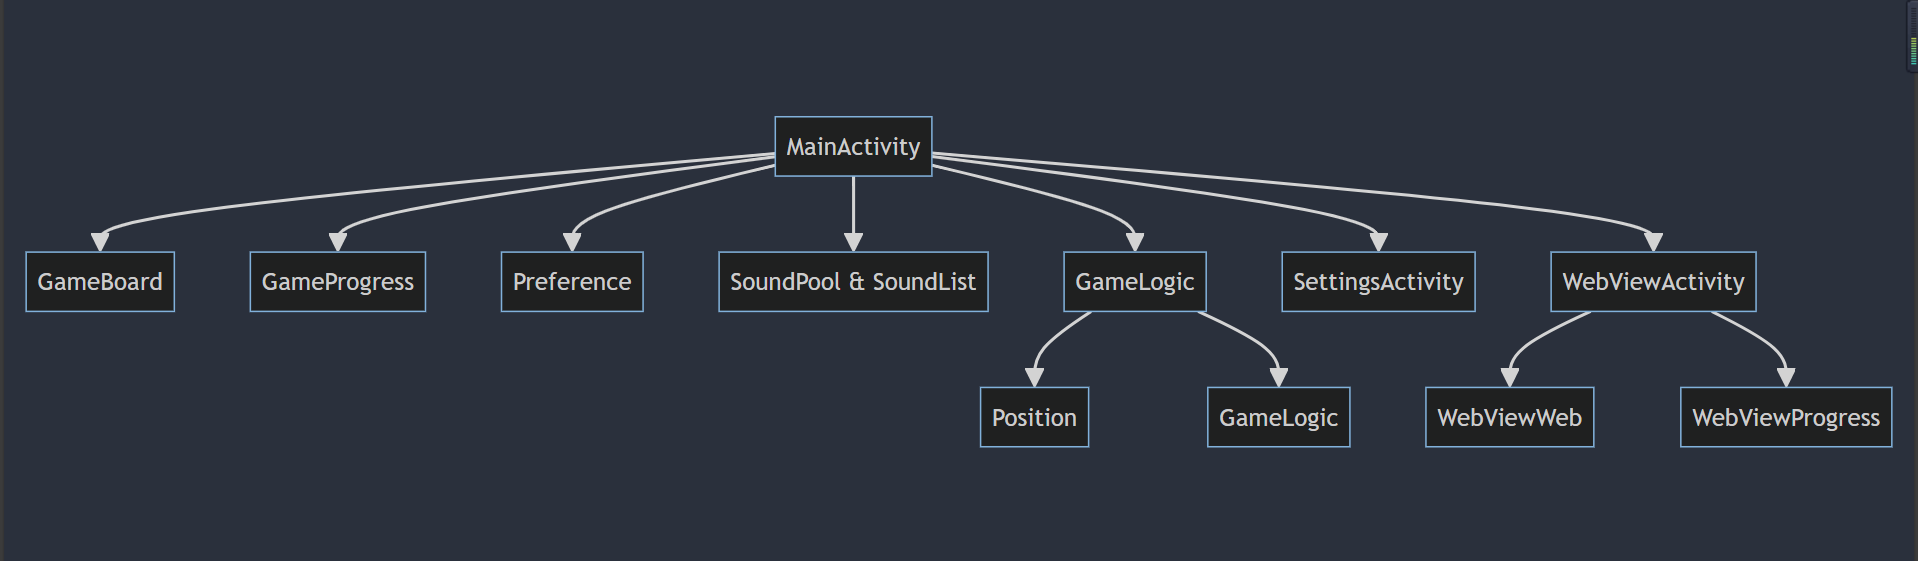 MainActivity
GameBoard
GameProgress
Preference
SoundPool & SoundList
GameLogic
SettingsActivity
WebViewActivity
Position
GameLogic
WebViewWeb
WebViewProgress